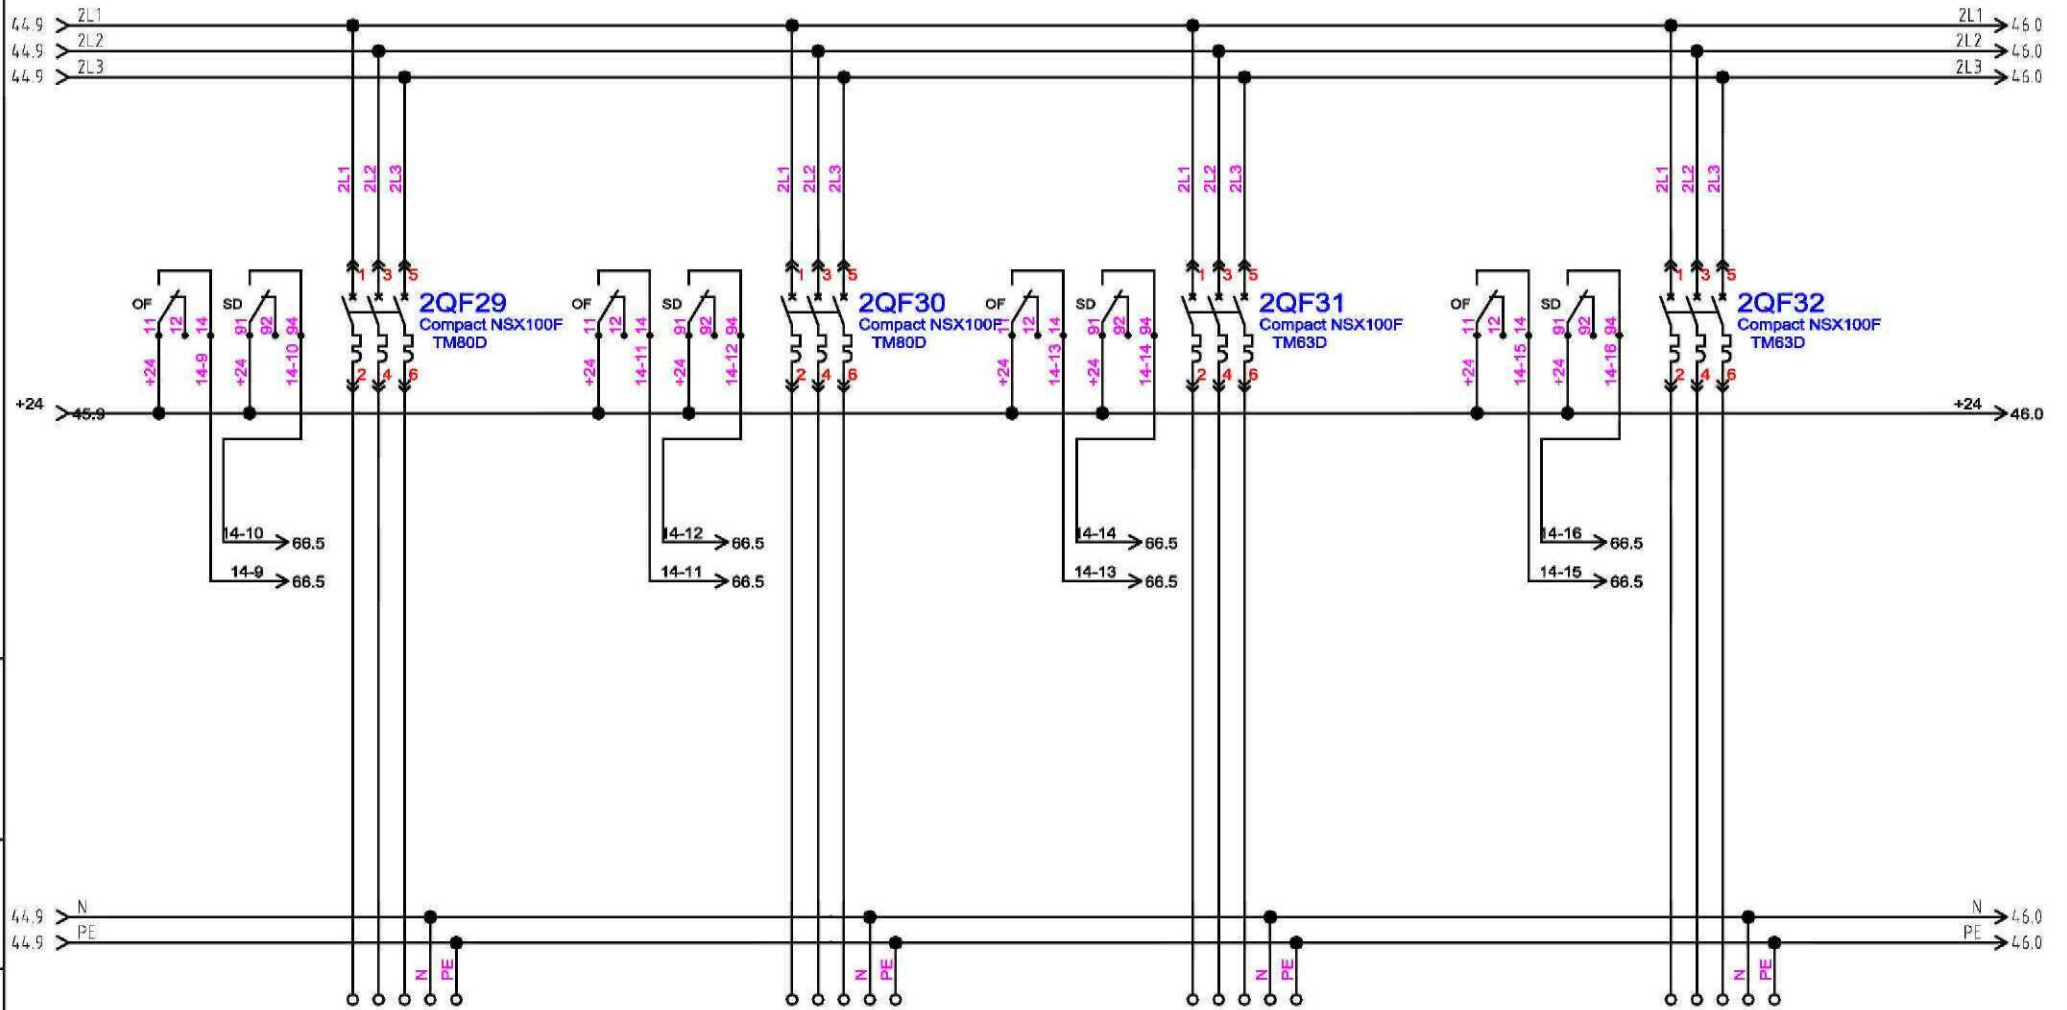 44.9 2L1 2L1 46.0
44.9 2L2 2L2 46.0
44.9 2L3 2L3 46.0
2L1 2L2 2L3 2L1 2L2 2L3 2L1 2L2 2L3 2L1 2L2 2L3
1 3 5 1 3 5 1 3 5 1 3 5
OF SD 2QF29 OF SD 2QF30 OF SD 2QF31 OF SD 2QF32
Compact NSX100F Compact NSX100F Compact NSX100F Compact NSX100F
11 12 14 91 92 94 11 12 14 91 92 94 11 12 14 91 92 94 11 12 14 91 92 94
TM80D TM80D TM63D TM63D
+24 14-9 +24 14-10 +24 14-11 +24 14-12 +24 14-13 +24 14-14 +24 14-15 +24 14-16
2 4 6 2 4 6 2 4 6 2 4 6
+24 45.9 +24 46.0
14-10 66.5 14-12 66.5 14-14 66.5 14-16 66.5
14-9 66.5 14-11 66.5 14-13 66.5 14-15 66.5
44.9 N N 46.0
44.9 PE PE 46.0
N PE N PE N PE N PE